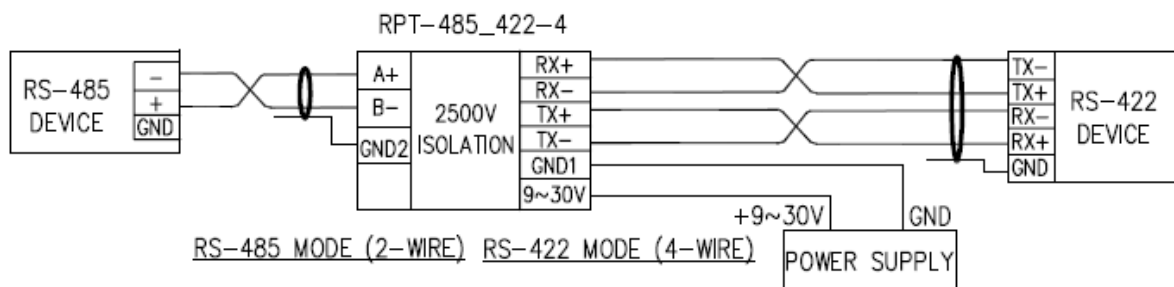 RPT-485_422-4
RS-485
DEVICE
-
+
GND
A+
B-
GND2
2500V
ISOLATION
RX+
RX-
TX+
TX-
GND1
9~30V
TX-
TX+
RX-
RX+
GND
RS-422
DEVICE
+9~30V
GND
RS-485 MODE (2-WIRE) RS-422 MODE (4-WIRE)
POWER SUPPLY